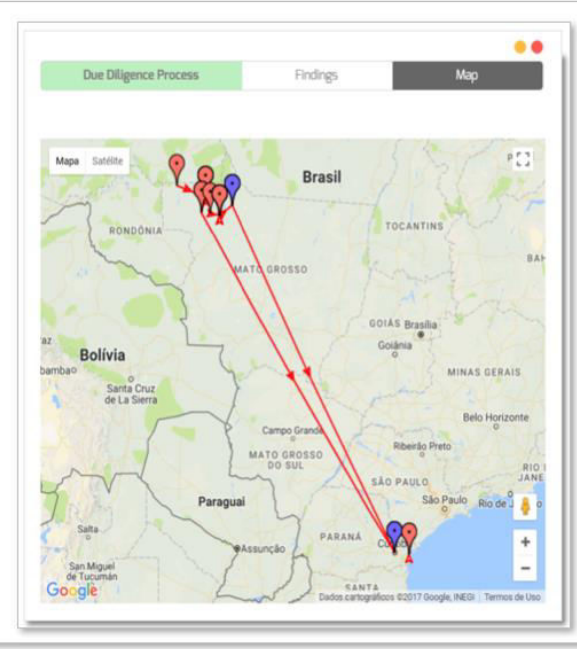 Due Diligence Process
Findings
Map
Mapa
Satélite
Brasil
RONDÔNIA
TOCANTINS
MATO GROSSO
GOIÁS
Brasília
Goiânia
Bolívia
Santa Cruz
de La Sierra
MINAS GERAIS
Belo Horizonte
Campo Grande
Ribeirão Preto
MATO GROSSO
DO SUL
SÃO PAULO
São Paulo
Paraguai
PARANÁ
Salta
Assunção
San Miguel
de Tucumán
SANTA
Google
Dados cartográficos ©2017 Google, INEGI
Termos de Uso